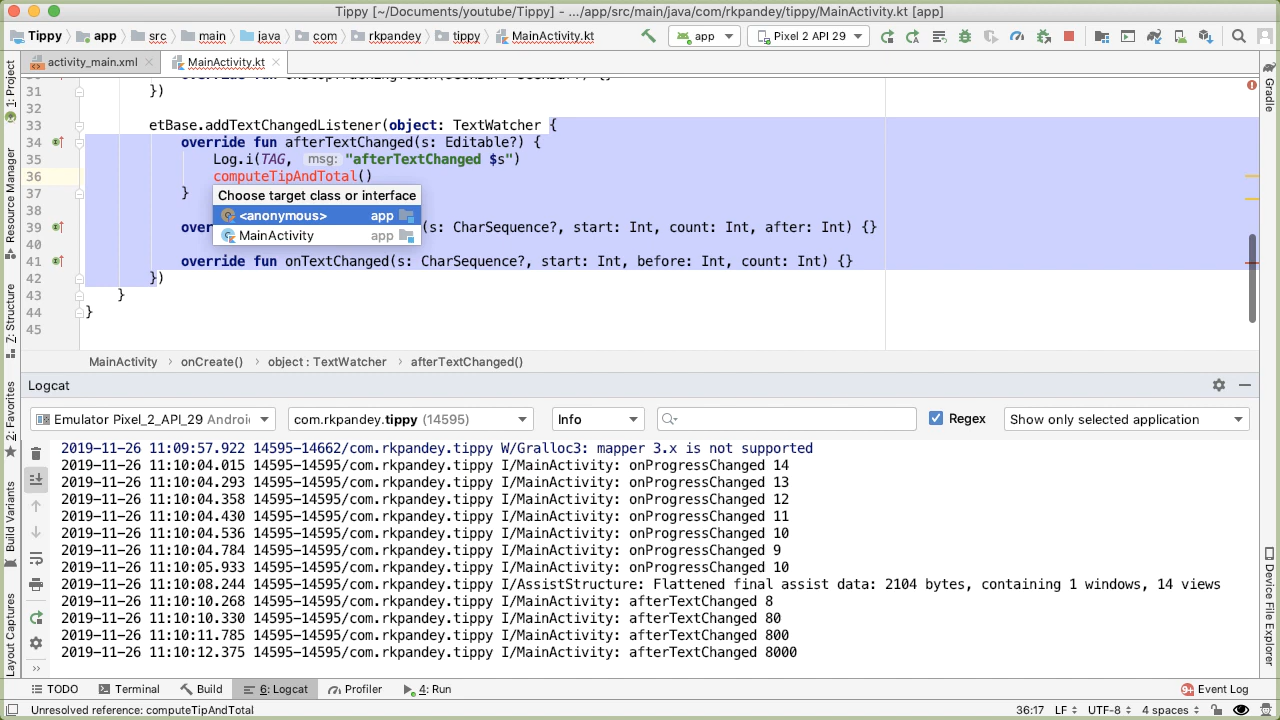 Tippy [~/Documents/youtube/Tippy] - .../app/src/main/java/com/rkpandey/tippy/MainActivity.kt [app]
Tippy app src main java com rkpandey tippy MainActivity.kt app Pixel 2 API 29
activity_main.xml MainActivity.kt
31 })
32
33 etBase.addTextChangedListener(object: TextWatcher {
34 override fun afterTextChanged(s: Editable?) {
35 Log.i(TAG, msg: "afterTextChanged $s")
36 computeTipAndTotal()
37 }
Choose target class or interface
38
<anonymous> app
39 over (s: CharSequence?, start: Int, count: Int, after: Int) {}
MainActivity app
40
41 override fun onTextChanged(s: CharSequence?, start: Int, before: Int, count: Int) {}
42 })
43 }
44 }
45
MainActivity › onCreate() › object : TextWatcher › afterTextChanged()
Logcat
Emulator Pixel_2_API_29 Androi com.rkpandey.tippy (14595) Info Regex Show only selected application
2019-11-26 11:09:57.922 14595-14662/com.rkpandey.tippy W/Gralloc3: mapper 3.x is not supported
2019-11-26 11:10:04.015 14595-14595/com.rkpandey.tippy I/MainActivity: onProgressChanged 14
2019-11-26 11:10:04.293 14595-14595/com.rkpandey.tippy I/MainActivity: onProgressChanged 13
2019-11-26 11:10:04.358 14595-14595/com.rkpandey.tippy I/MainActivity: onProgressChanged 12
2019-11-26 11:10:04.430 14595-14595/com.rkpandey.tippy I/MainActivity: onProgressChanged 11
2019-11-26 11:10:04.536 14595-14595/com.rkpandey.tippy I/MainActivity: onProgressChanged 10
2019-11-26 11:10:04.784 14595-14595/com.rkpandey.tippy I/MainActivity: onProgressChanged 9
2019-11-26 11:10:05.933 14595-14595/com.rkpandey.tippy I/MainActivity: onProgressChanged 10
2019-11-26 11:10:08.244 14595-14595/com.rkpandey.tippy I/AssistStructure: Flattened final assist data: 2104 bytes, containing 1 windows, 14 views
2019-11-26 11:10:10.268 14595-14595/com.rkpandey.tippy I/MainActivity: afterTextChanged 8
2019-11-26 11:10:10.330 14595-14595/com.rkpandey.tippy I/MainActivity: afterTextChanged 80
2019-11-26 11:10:11.785 14595-14595/com.rkpandey.tippy I/MainActivity: afterTextChanged 800
2019-11-26 11:10:12.375 14595-14595/com.rkpandey.tippy I/MainActivity: afterTextChanged 8000
TODO Terminal Build 6: Logcat Profiler 4: Run 9+ Event Log
Unresolved reference: computeTipAndTotal 36:17 LF UTF-8 4 spaces
1: Project
Resource Manager
Z: Structure
2: Favorites
Build Variants
Layout Captures
Gradle
Device File Explorer